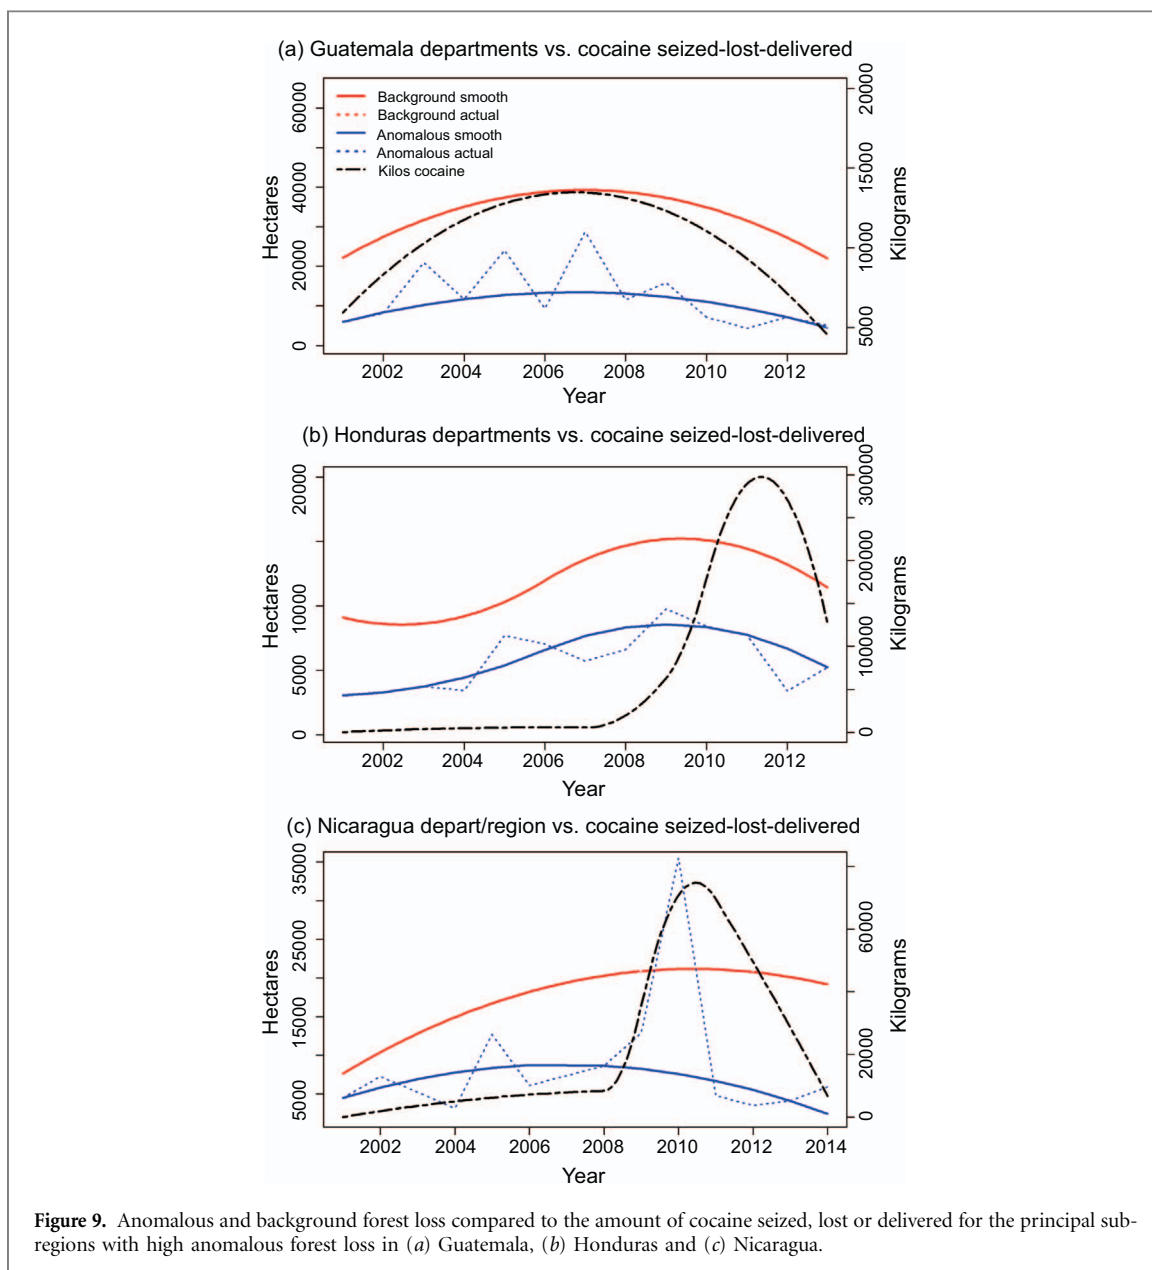 (a) Guatemala departments vs. cocaine seized-lost-delivered
Background smooth
Background actual
Anomalous smooth
Anomalous actual
Kilos cocaine
Hectares
0
20000
40000
60000
Kilograms
5000
10000
15000
20000
2002 2004 2006 2008 2010 2012
Year
(b) Honduras departments vs. cocaine seized-lost-delivered
Hectares
0
5000
10000
20000
Kilograms
0
100000
200000
300000
2002 2004 2006 2008 2010 2012
Year
(c) Nicaragua depart/region vs. cocaine seized-lost-delivered
Hectares
5000
15000
25000
35000
Kilograms
0
20000
60000
2002 2004 2006 2008 2010 2012 2014
Year
Figure 9. Anomalous and background forest loss compared to the amount of cocaine seized, lost or delivered for the principal sub-
regions with high anomalous forest loss in (a) Guatemala, (b) Honduras and (c) Nicaragua.